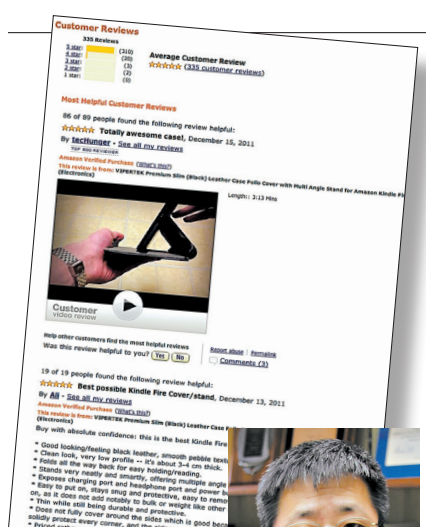 Customer Reviews
335 Reviews
5 star: (310)
4 star: (20)
3 star: (3)
2 star: (2)
1 star: (0)
Average Customer Review
(335 customer reviews)
Most Helpful Customer Reviews
86 of 89 people found the following review helpful:
Totally awesome case!, December 15, 2011
By tecHunger - See all my reviews
TOP 500 REVIEWER
Amazon Verified Purchase (What's this?)
This review is from: VIPERTEK Premium Slim (Black) Leather Case Folio Cover with Multi Angle Stand for Amazon Kindle Fi
(Electronics)
Length:: 3:13 Mins
Customer
video review
Help other customers find the most helpful reviews
Was this review helpful to you? Yes No
Report abuse | Permalink
Comments (3)
19 of 19 people found the following review helpful:
Best possible Kindle Fire Cover/stand, December 13, 2011
By Ali - See all my reviews
Amazon Verified Purchase (What's this?)
This review is from: VIPERTEK Premium Slim (Black) Leather Case F
(Electronics)
Buy with absolute confidence: this is the best Kindle Fire
* Good looking/feeling black leather, smooth pebble text
* Clean look, very low profile -- it's about 3-4 cm thick.
* Folds all the way back for easy holding/reading.
* Stands very neatly and smartly, offering multiple angle
* Exposes charging port and headphone port and power b
* Easy to put on, stays snug and protective, easy to remo
on, as it does not add notably to bulk or weight like other
* Thin while still being durable and protective.
* Does not fully cover around the sides which is good beca
solidly protect every corner, and the
* Priced